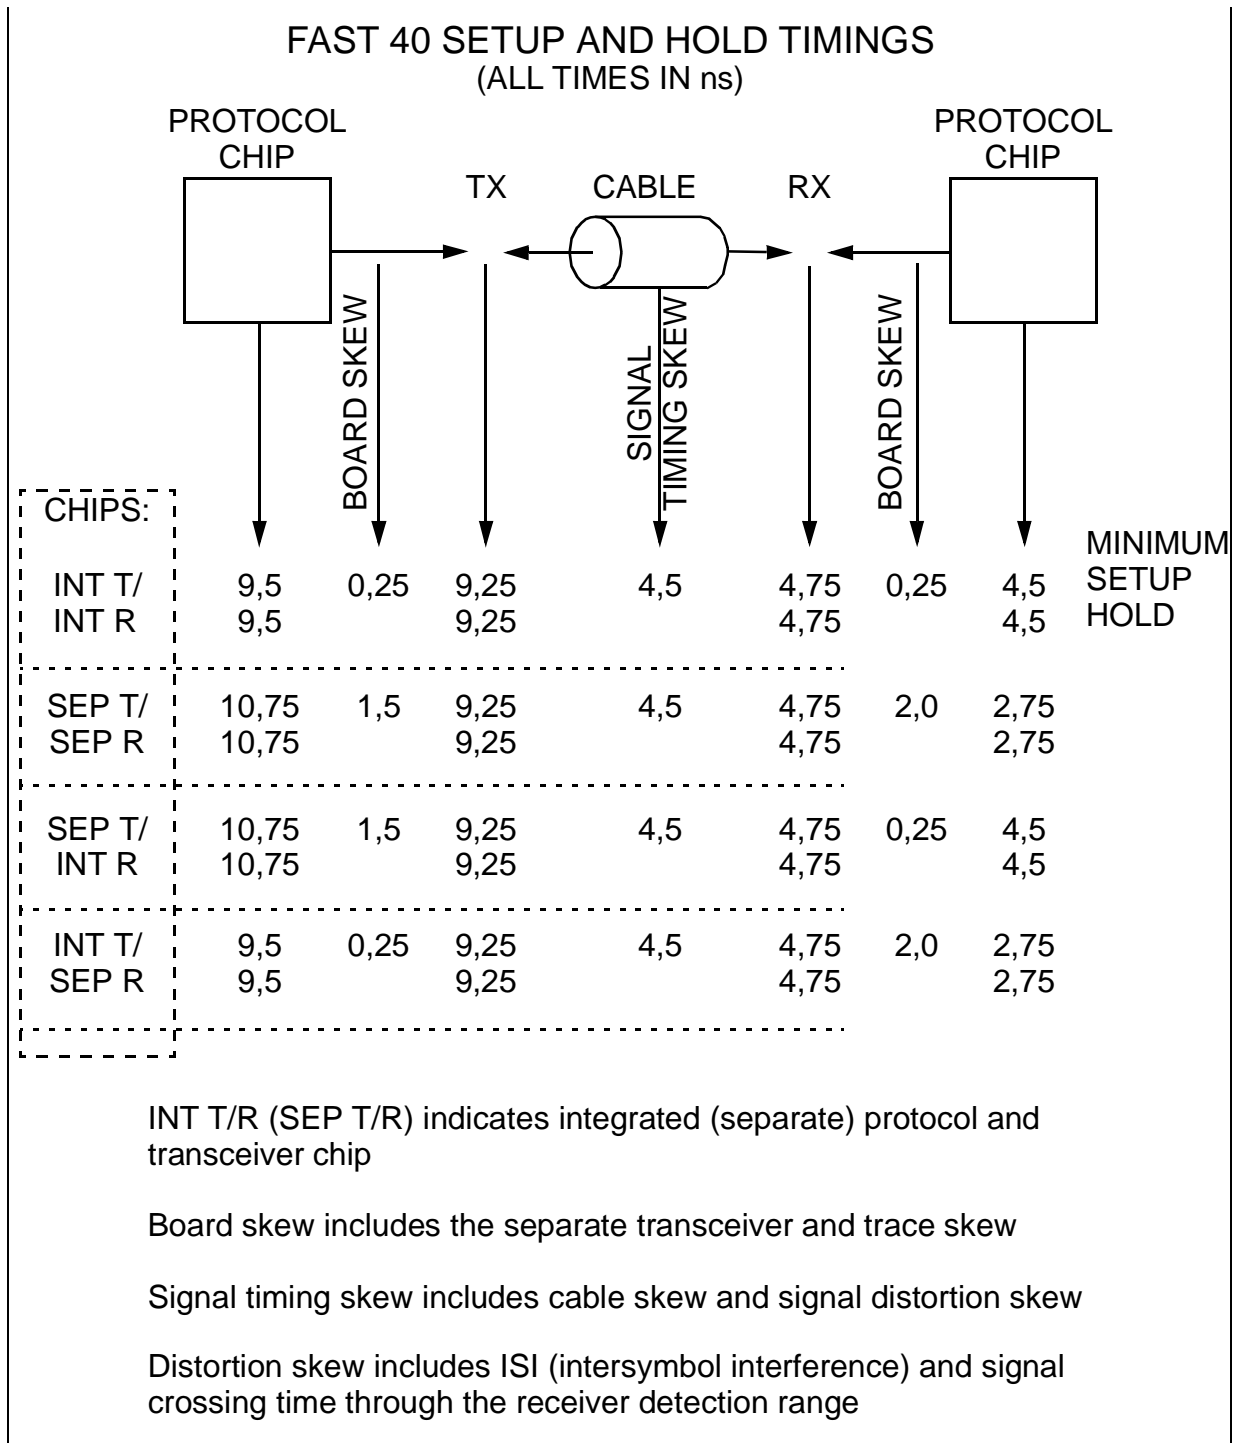 FAST 40 SETUP AND HOLD TIMINGS
(ALL TIMES IN ns)
PROTOCOL
CHIP
TX
CABLE
RX
PROTOCOL
CHIP
BOARD SKEW
SIGNAL
TIMING SKEW
BOARD SKEW
CHIPS:
MINIMUM
SETUP
HOLD
INT T/ 9,5 0,25 9,25 4,5 4,75 0,25 4,5
INT R 9,5 9,25 4,75 4,5
SEP T/ 10,75 1,5 9,25 4,5 4,75 2,0 2,75
SEP R 10,75 9,25 4,75 2,75
SEP T/ 10,75 1,5 9,25 4,5 4,75 0,25 4,5
INT R 10,75 9,25 4,75 4,5
INT T/ 9,5 0,25 9,25 4,5 4,75 2,0 2,75
SEP R 9,5 9,25 4,75 2,75
INT T/R (SEP T/R) indicates integrated (separate) protocol and
transceiver chip
Board skew includes the separate transceiver and trace skew
Signal timing skew includes cable skew and signal distortion skew
Distortion skew includes ISI (intersymbol interference) and signal
crossing time through the receiver detection range